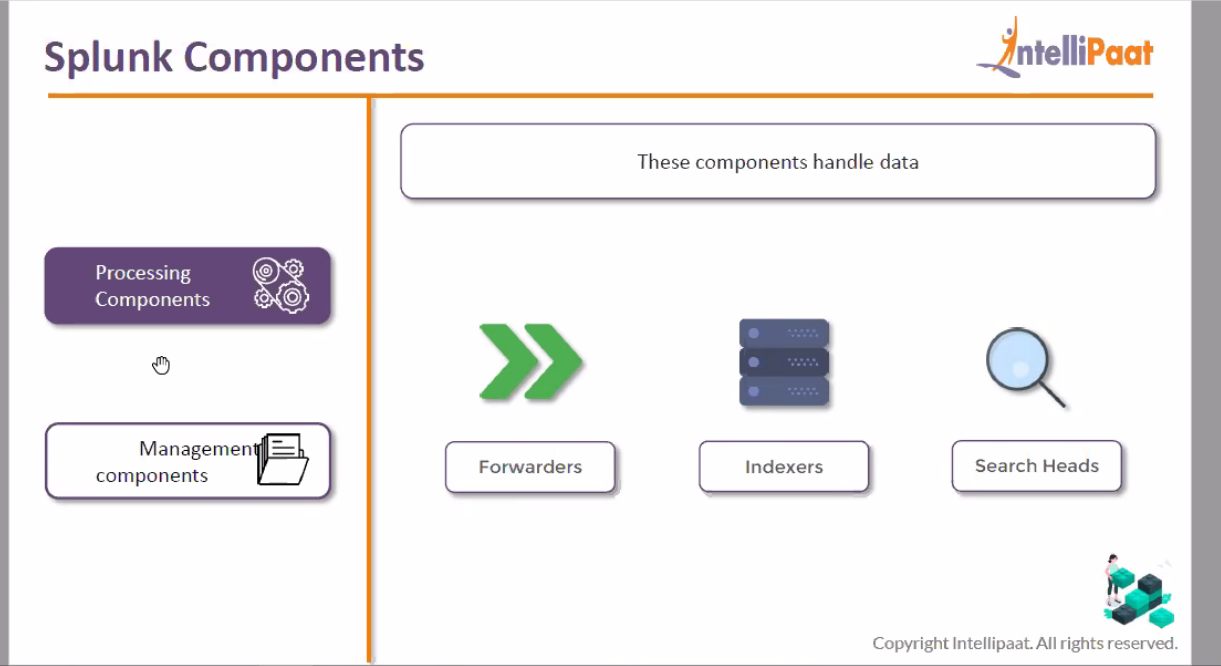 Splunk Components
IntelliPaat
These components handle data
Processing
Components
Management
components
Forwarders
Indexers
Search Heads
Copyright Intellipaat. All rights reserved.